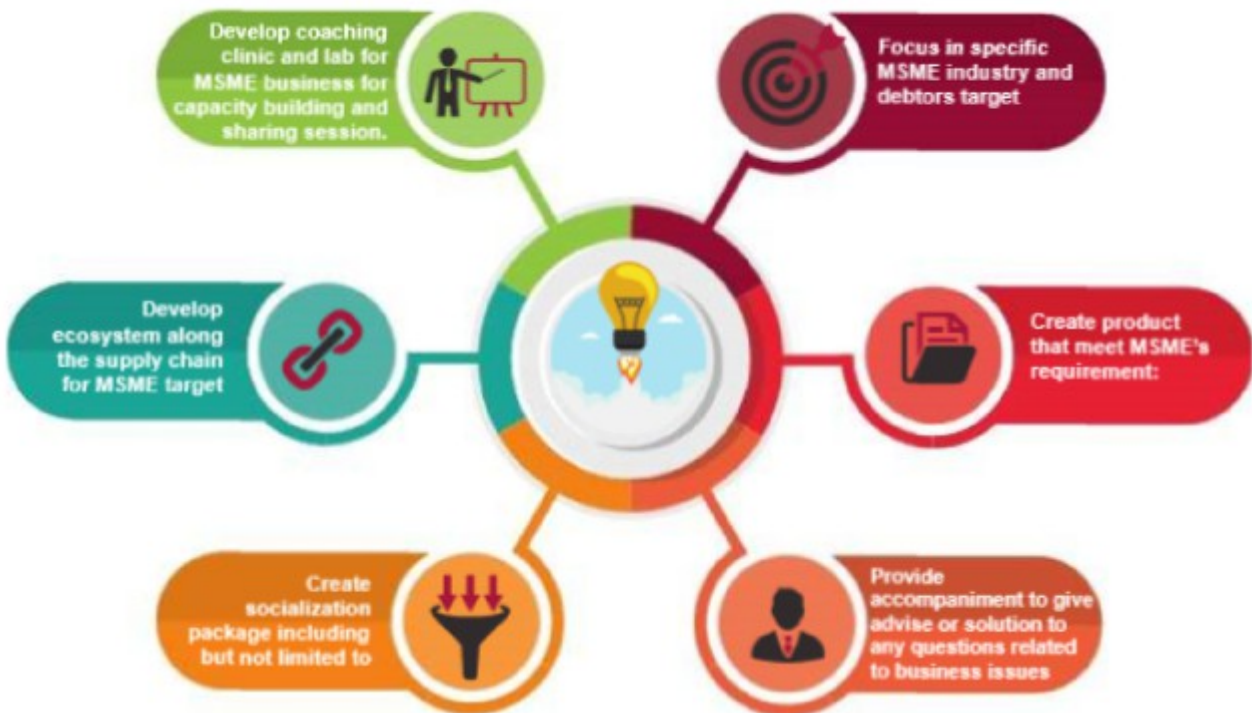 Develop coaching
clinic and lab for
MSME business for
capacity building and
sharing session.
Focus in specific
MSME industry and
debtors target
Develop
ecosystem along
the supply chain
for MSME target
Create product
that meet MSME's
requirement:
Create
socialization
package including
but not limited to
Provide
accompaniment to give
advise or solution to
any questions related
to business issues